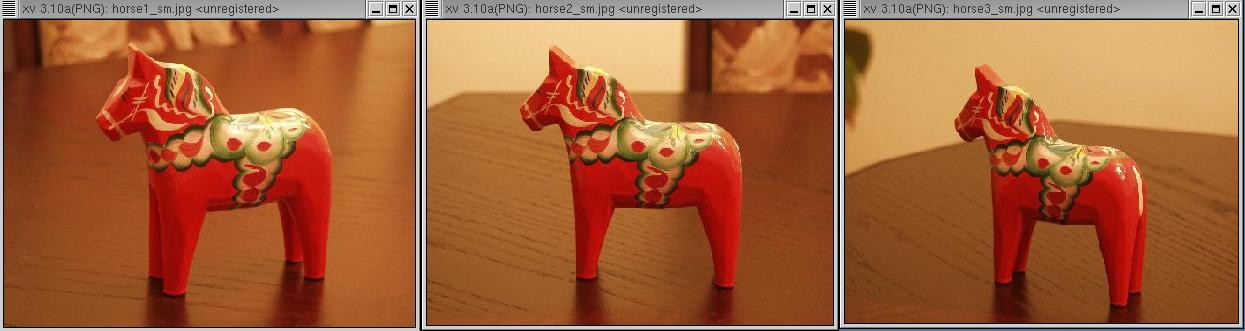 xv 3.10a(PNG): horse1_sm.jpg <unregistered>
xv 3.10a(PNG): horse2_sm.jpg <unregistered>
xv 3.10a(PNG): horse3_sm.jpg <unregistered>